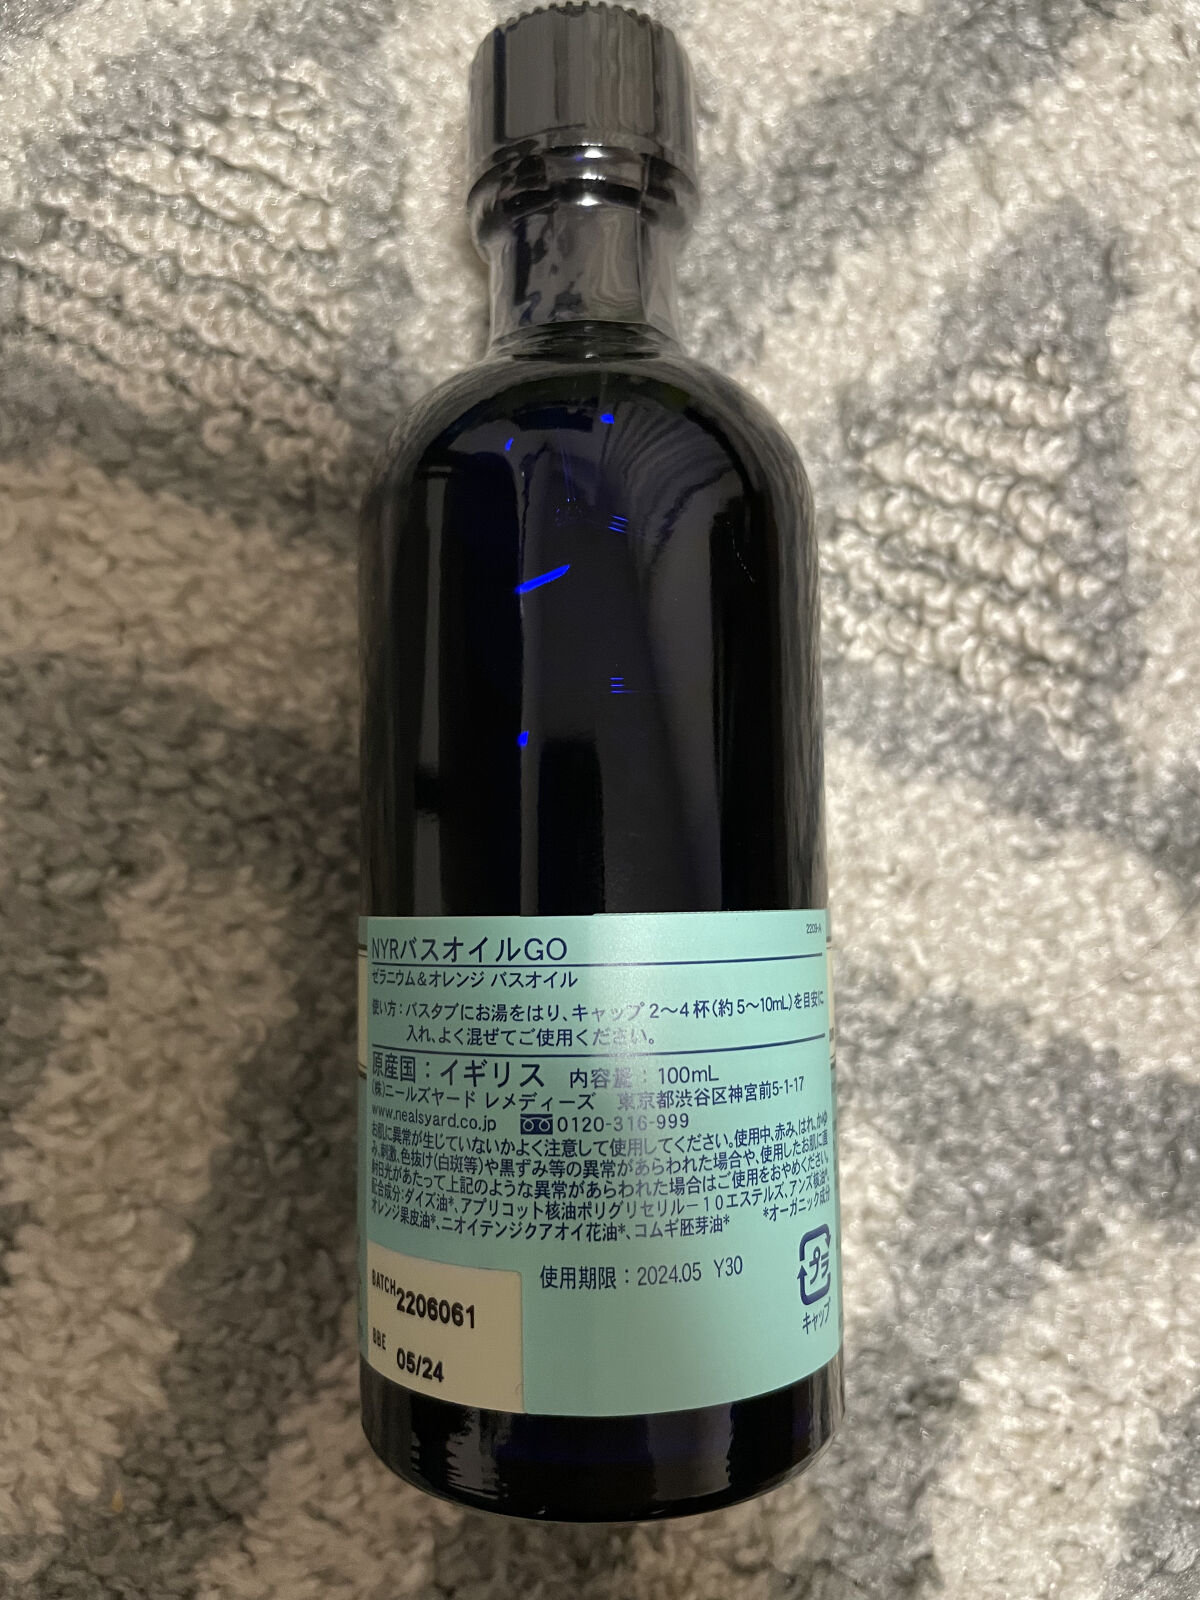 2209-A
NYRバスオイルGO
ゼラニウム&オレンジ バスオイル
使い方：バスタブにお湯をはり、キャップ 2〜4 杯（約 5〜10mL）を目安に
入れ、よく混ぜてご使用ください。
原産国：イギリス 内容量：100mL
(株)ニールズヤード レメディーズ 東京都渋谷区神宮前5-1-17
www.nealsyard.co.jp 0120-316-999
お肌に異常が生じていないかよく注意して使用してください。使用中、赤み、はれ、かゆ
み、刺激、色抜け(白斑等)や黒ずみ等の異常があらわれた場合や、使用したお肌に直
射日光があたって上記のような異常があらわれた場合はご使用をおやめください。
配合成分：ダイズ油*、アプリコット核油ポリグリセリル－１０エステルズ、アンズ核油*、
オレンジ果皮油*、ニオイテンジクアオイ花油*、コムギ胚芽油* *オーガニック成分
使用期限：2024.05 Y30
プラ
キャップ
BATCH 2206061
BBE 05/24